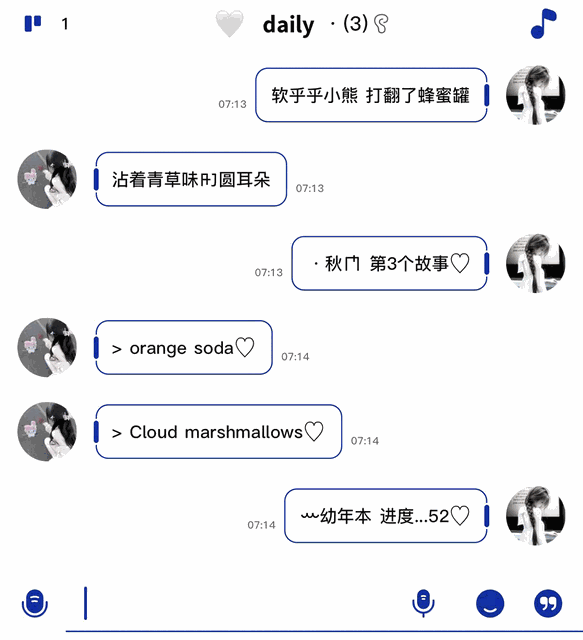 1
daily · (3)
软乎乎小熊 打翻了蜂蜜罐
07:13
沾着青草味的圆耳朵
07:13
· 秋门 第3个故事♡
07:13
> orange soda♡
07:14
> Cloud marshmallows♡
07:14
幼年本 进度...52♡
07:14